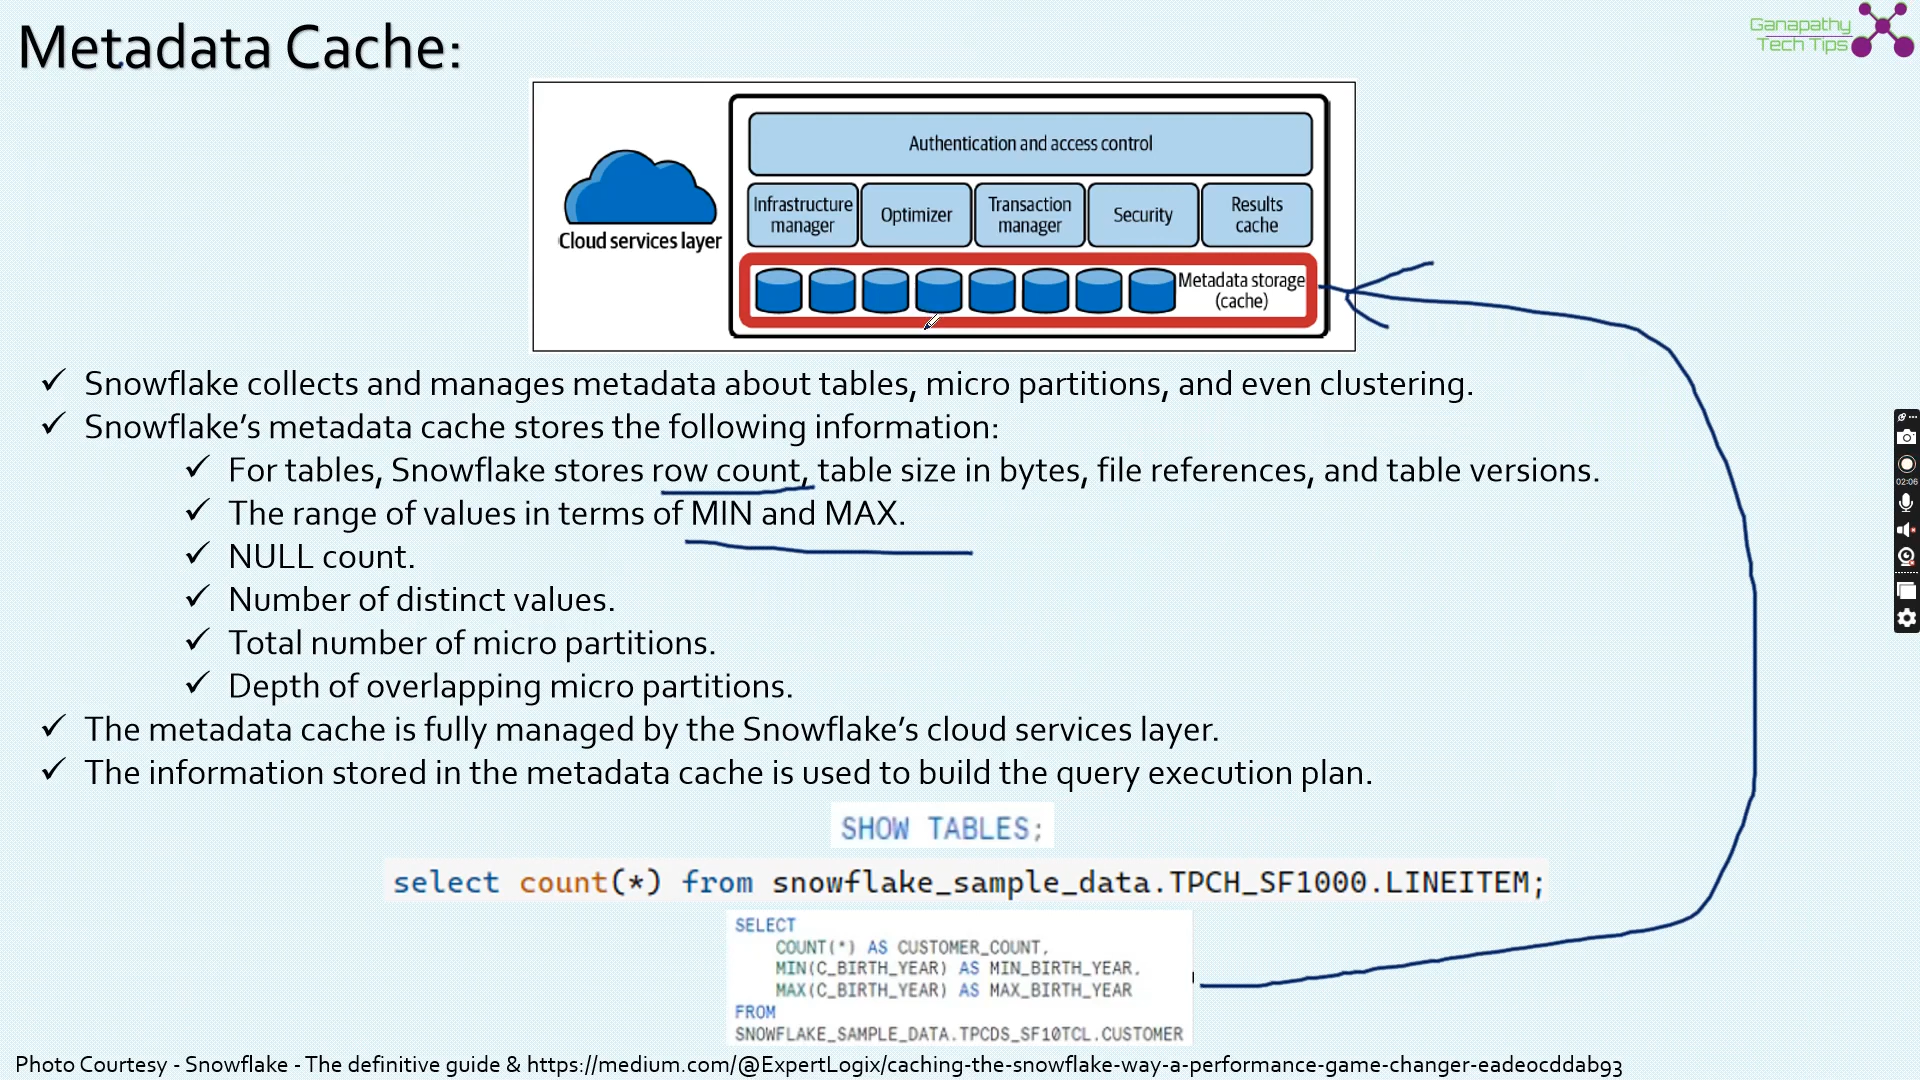 Metadata Cache:
Ganapathy
Tech Tips
Authentication and access control
Infrastructure manager
Optimizer
Transaction manager
Security
Results cache
Cloud services layer
Metadata storage (cache)
✓ Snowflake collects and manages metadata about tables, micro partitions, and even clustering.
✓ Snowflake’s metadata cache stores the following information:
✓ For tables, Snowflake stores row count, table size in bytes, file references, and table versions.
✓ The range of values in terms of MIN and MAX.
✓ NULL count.
✓ Number of distinct values.
✓ Total number of micro partitions.
✓ Depth of overlapping micro partitions.
✓ The metadata cache is fully managed by the Snowflake’s cloud services layer.
✓ The information stored in the metadata cache is used to build the query execution plan.
SHOW TABLES;
select count(*) from snowflake_sample_data.TPCH_SF1000.LINEITEM;
SELECT
COUNT(*) AS CUSTOMER_COUNT,
MIN(C_BIRTH_YEAR) AS MIN_BIRTH_YEAR,
MAX(C_BIRTH_YEAR) AS MAX_BIRTH_YEAR
FROM
SNOWFLAKE_SAMPLE_DATA.TPCDS_SF10TCL.CUSTOMER
Photo Courtesy - Snowflake - The definitive guide & https://medium.com/@ExpertLogix/caching-the-snowflake-way-a-performance-game-changer-eade0cddab93
02:06